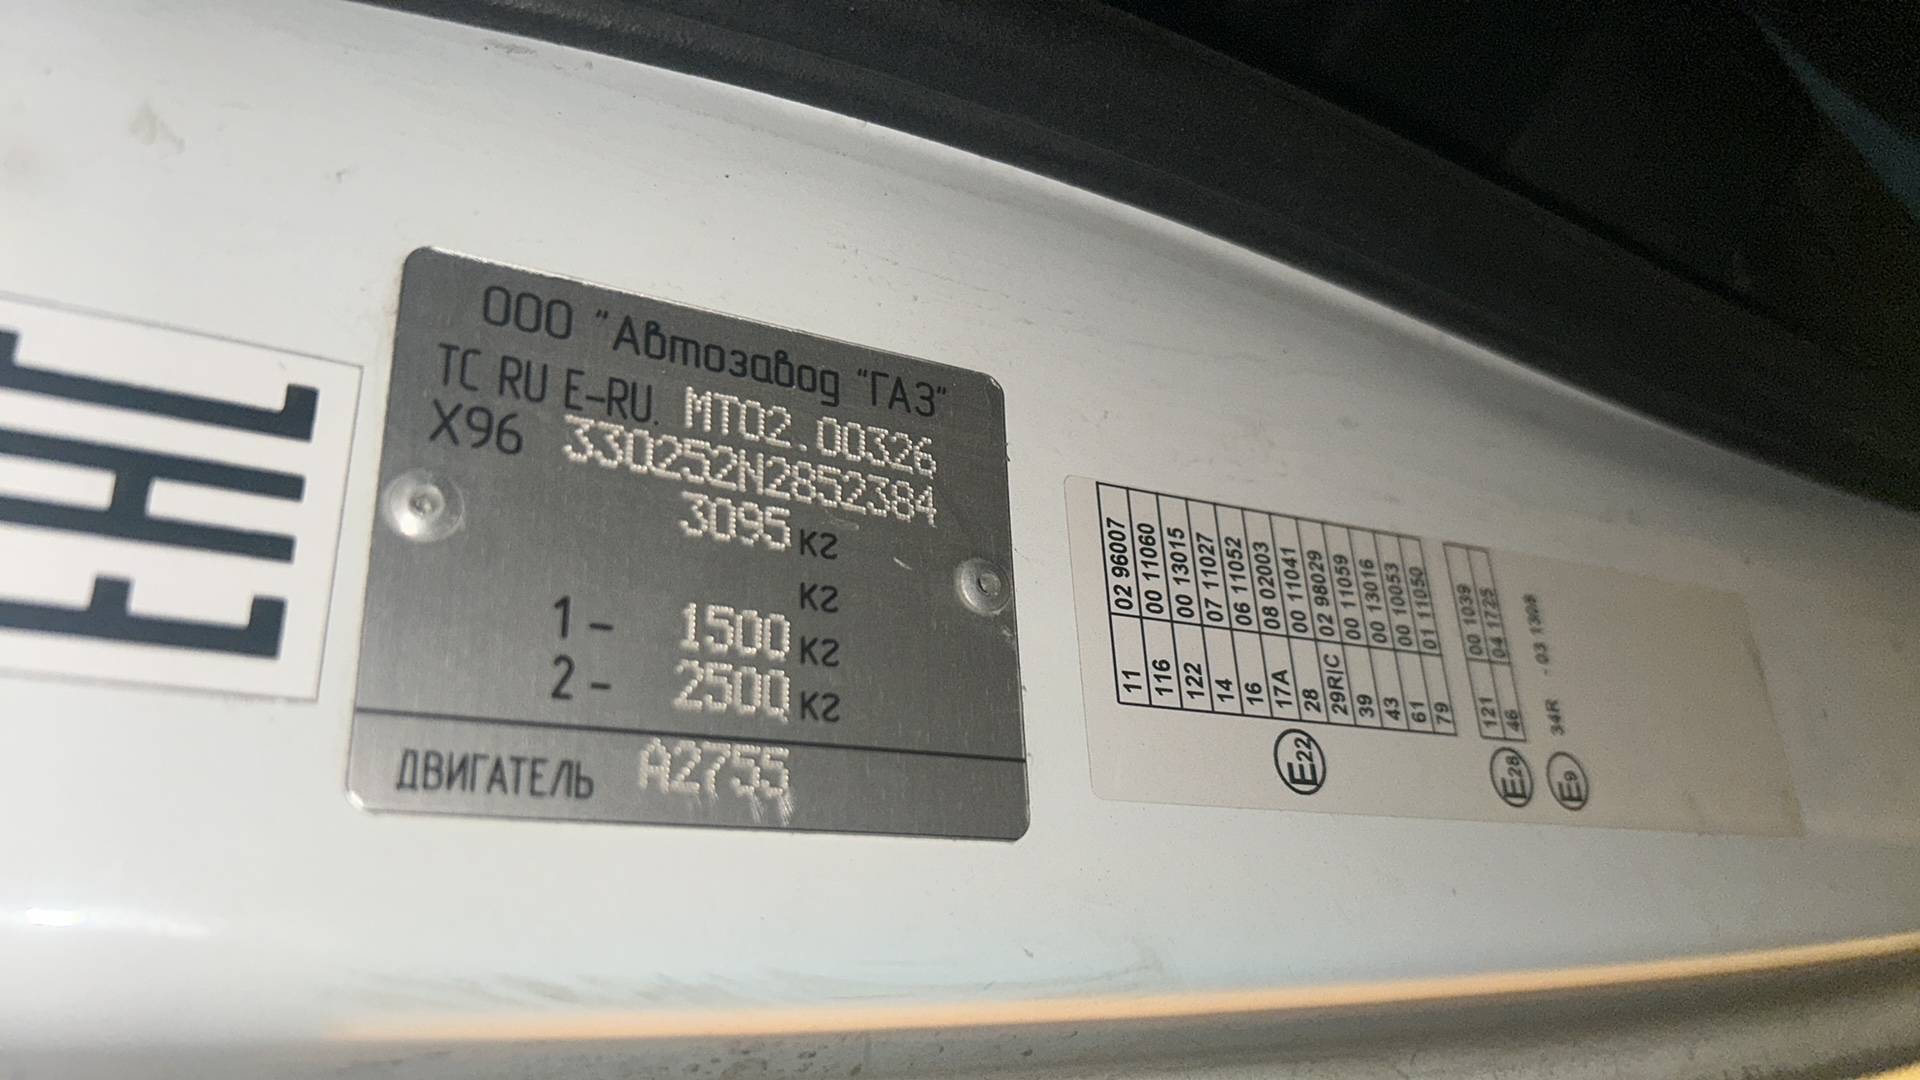 EAC
ООО "Автозавод "ГАЗ"
ТС RU E-RU. МТ02.00326
X96 330252N2852384
3095 кг
кг
1 - 1500 кг
2 - 2500 кг
ДВИГАТЕЛЬ А2755
11 02 96007
116 00 11060
122 00 13015
14 07 11027
16 06 11052
17A 08 02003
28 00 11041
29R|C 02 98029
39 00 11059
43 00 13016
61 00 10053
79 01 11050
E22
121 00 1039
46 04 1725
E28
34R - 03 1308
E9